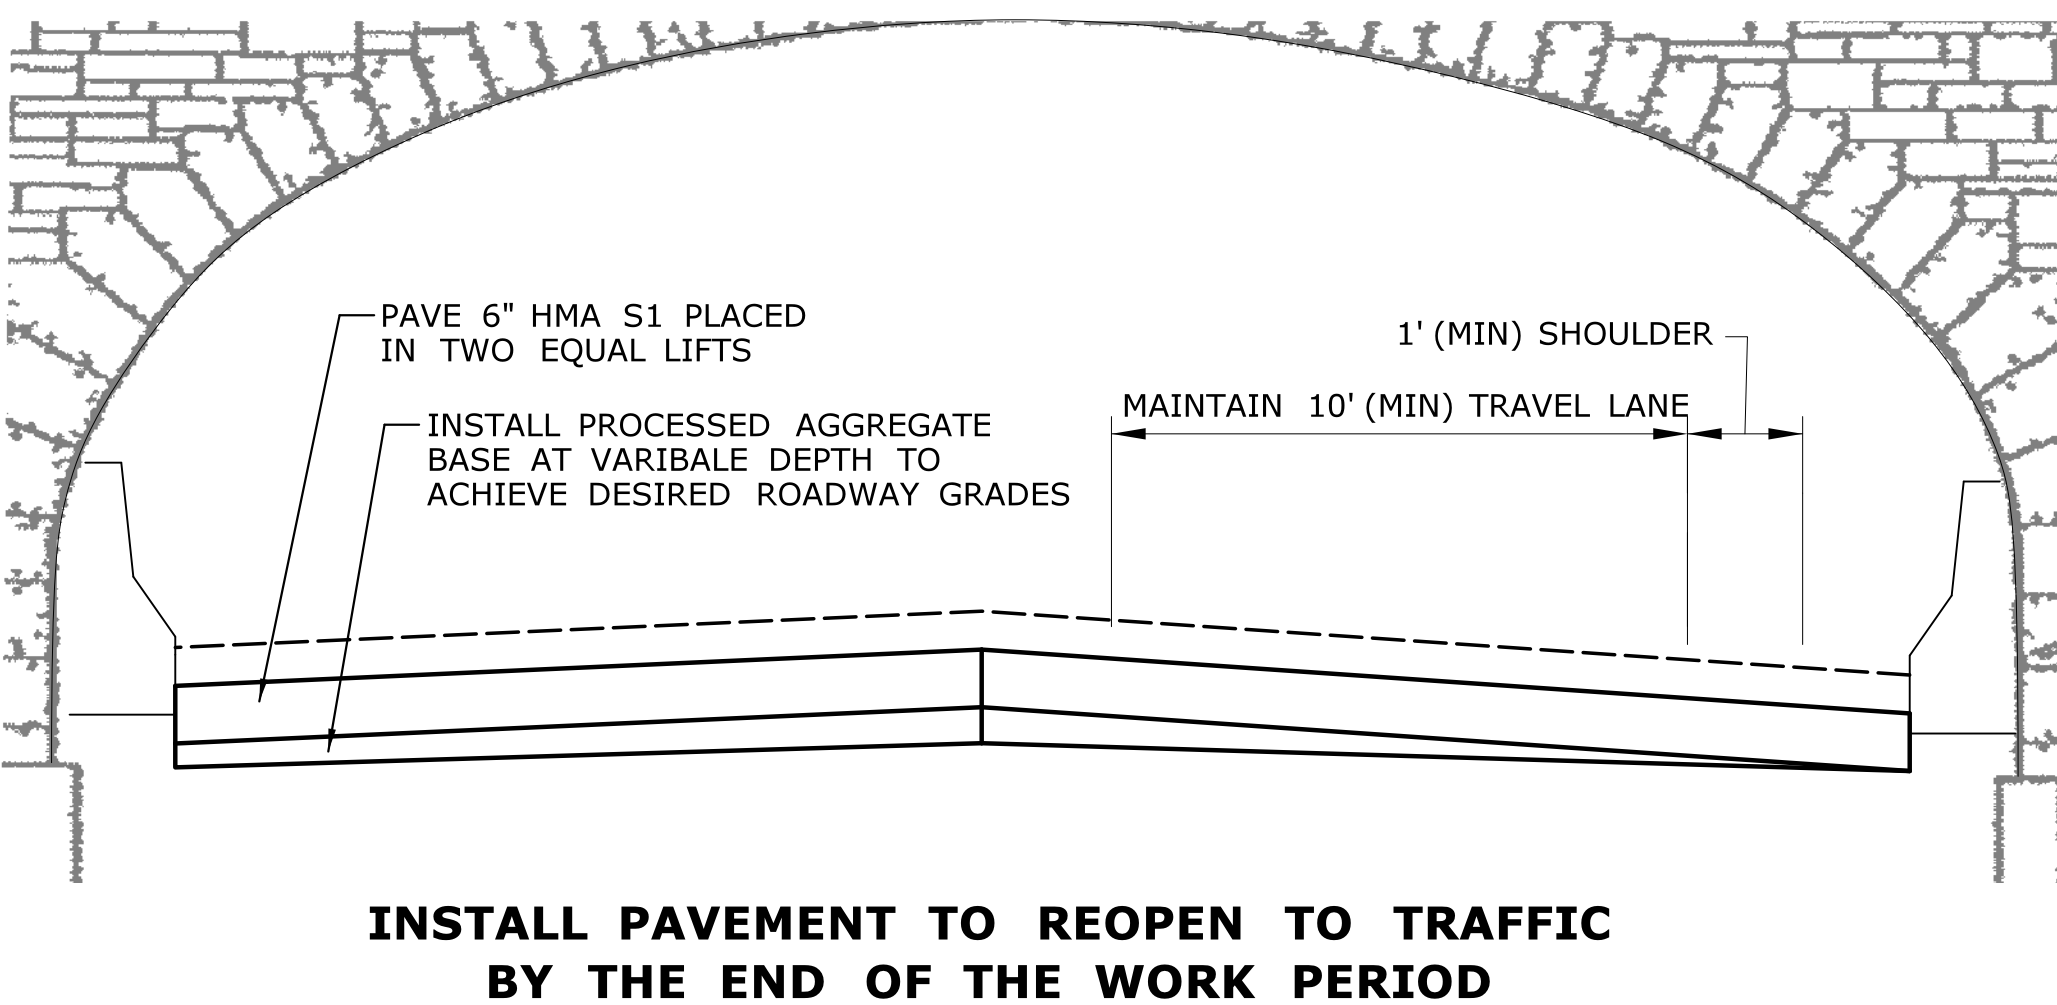 PAVE 6" HMA S1 PLACED
IN TWO EQUAL LIFTS
1' (MIN) SHOULDER
MAINTAIN 10' (MIN) TRAVEL LANE
INSTALL PROCESSED AGGREGATE
BASE AT VARIBALE DEPTH TO
ACHIEVE DESIRED ROADWAY GRADES
INSTALL PAVEMENT TO REOPEN TO TRAFFIC
BY THE END OF THE WORK PERIOD